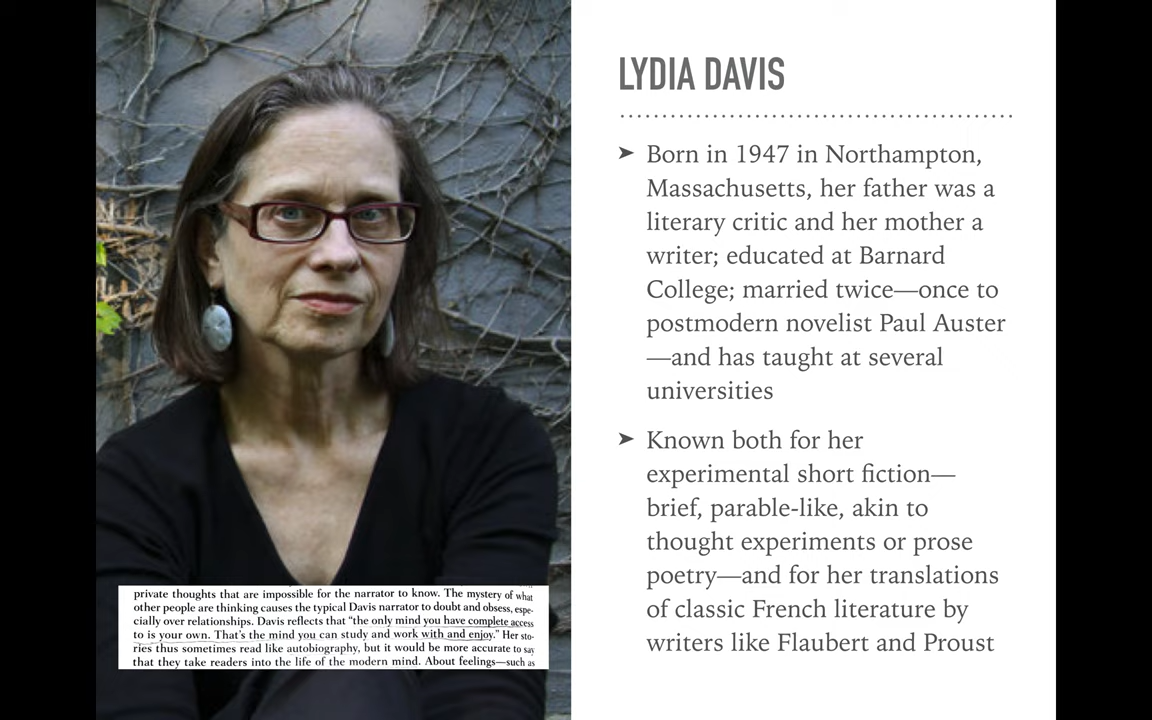 LYDIA DAVIS
➤ Born in 1947 in Northampton,
Massachusetts, her father was a
literary critic and her mother a
writer; educated at Barnard
College; married twice—once to
postmodern novelist Paul Auster
—and has taught at several
universities
➤ Known both for her
experimental short fiction—
brief, parable-like, akin to
thought experiments or prose
poetry—and for her translations
of classic French literature by
writers like Flaubert and Proust
private thoughts that are impossible for the narrator to know. The mystery of what
other people are thinking causes the typical Davis narrator to doubt and obsess, espe-
cially over relationships. Davis reflects that “the only mind you have complete access
to is your own. That’s the mind you can study and work with and enjoy.” Her sto-
ries thus sometimes read like autobiography, but it would be more accurate to say
that they take readers into the life of the modern mind. About feelings—such as